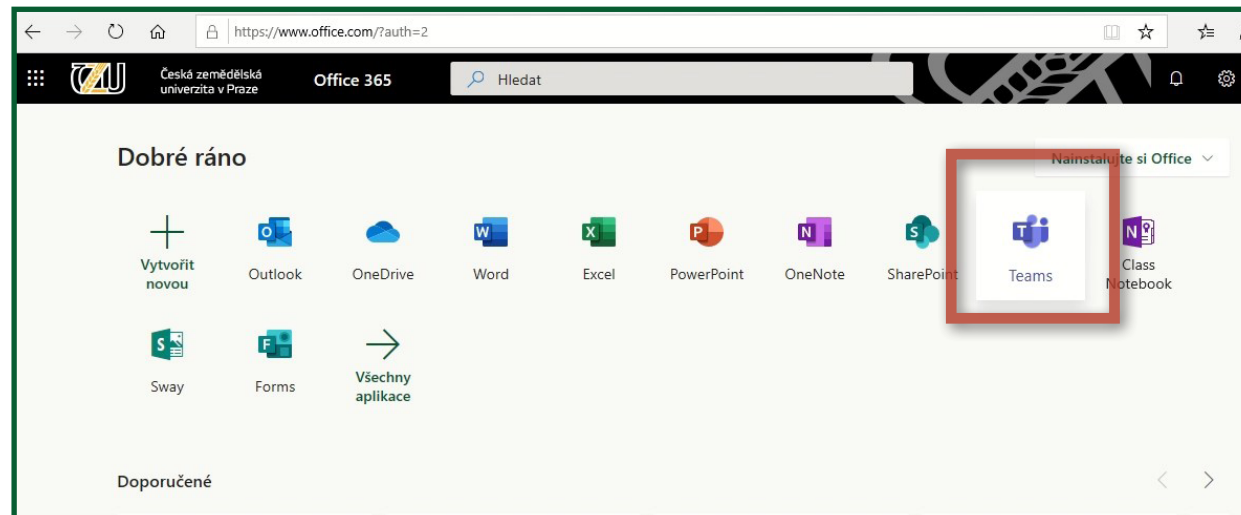 https://www.office.com/?auth=2
ČZU
Česká zemědělská
univerzita v Praze
Office 365
Hledat
Dobré ráno
Nainstalujte si Office
Vytvořit
novou
Outlook
OneDrive
Word
Excel
PowerPoint
OneNote
SharePoint
Teams
Class
Notebook
Sway
Forms
Všechny
aplikace
Doporučené